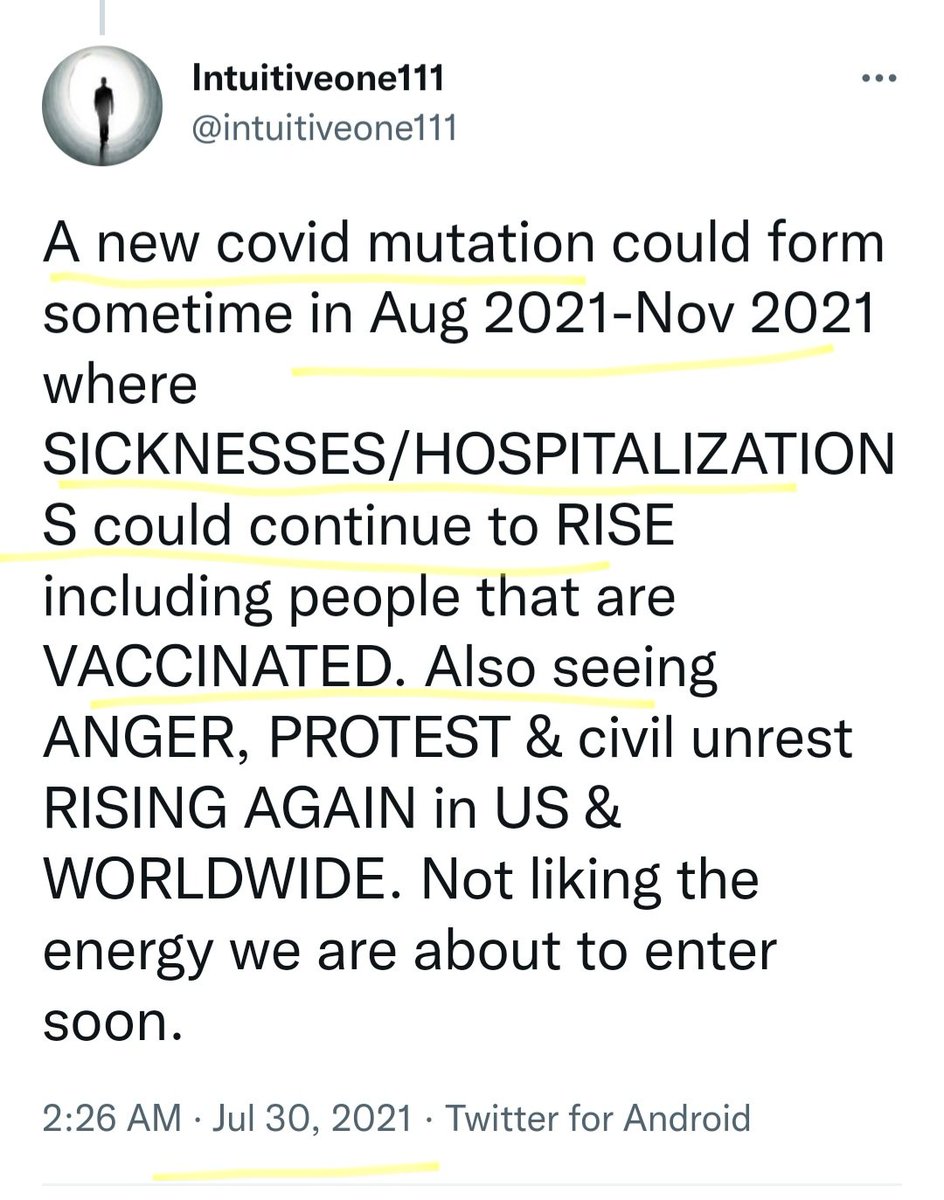 Intuitiveone111
@intuitiveone111
A new covid mutation could form
sometime in Aug 2021-Nov 2021
where
SICKNESSES/HOSPITALIZATION
S could continue to RISE
including people that are
VACCINATED. Also seeing
ANGER, PROTEST & civil unrest
RISING AGAIN in US &
WORLDWIDE. Not liking the
energy we are about to enter
soon.
2:26 AM · Jul 30, 2021 · Twitter for Android